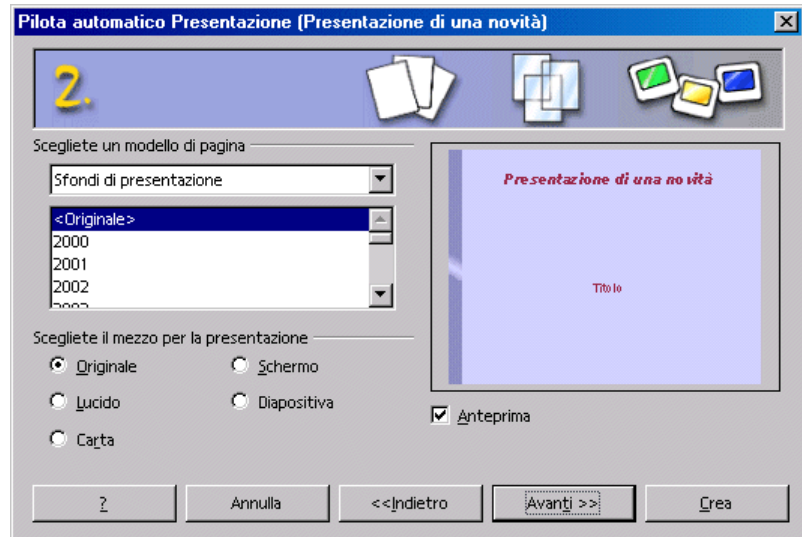 Pilota automatico Presentazione (Presentazione di una novità)
2.
Scegliete un modello di pagina
Sfondi di presentazione
<Originale>
2000
2001
2002
Scegliete il mezzo per la presentazione
Originale
Schermo
Lucido
Diapositiva
Carta
Presentazione di una novità
Titolo
Anteprima
?
Annulla
<<Indietro
Avanti >>
Crea